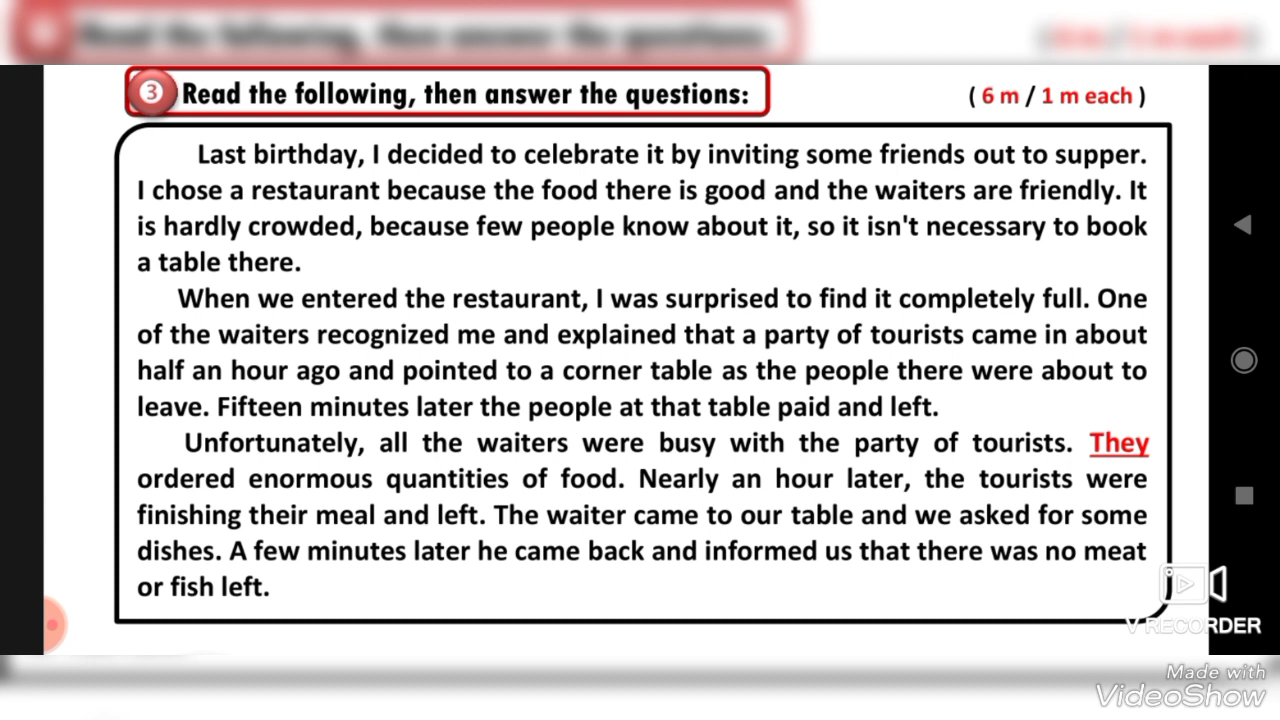 3 Read the following, then answer the questions: ( 6 m / 1 m each )
Last birthday, I decided to celebrate it by inviting some friends out to supper.
I chose a restaurant because the food there is good and the waiters are friendly. It
is hardly crowded, because few people know about it, so it isn't necessary to book
a table there.
When we entered the restaurant, I was surprised to find it completely full. One
of the waiters recognized me and explained that a party of tourists came in about
half an hour ago and pointed to a corner table as the people there were about to
leave. Fifteen minutes later the people at that table paid and left.
Unfortunately, all the waiters were busy with the party of tourists. They
ordered enormous quantities of food. Nearly an hour later, the tourists were
finishing their meal and left. The waiter came to our table and we asked for some
dishes. A few minutes later he came back and informed us that there was no meat
or fish left.
V RECORDER
Made with
VideoShow